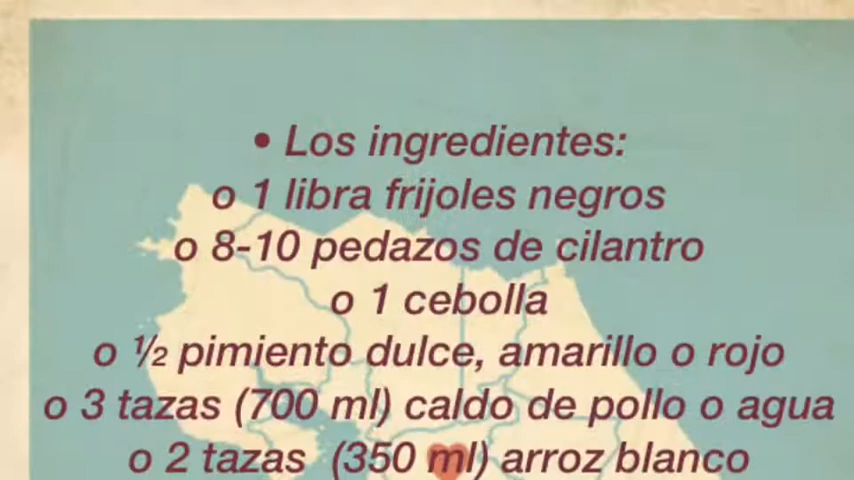 • Los ingredientes:
o 1 libra frijoles negros
o 8-10 pedazos de cilantro
o 1 cebolla
o ½ pimiento dulce, amarillo o rojo
o 3 tazas (700 ml) caldo de pollo o agua
o 2 tazas (350 ml) arroz blanco